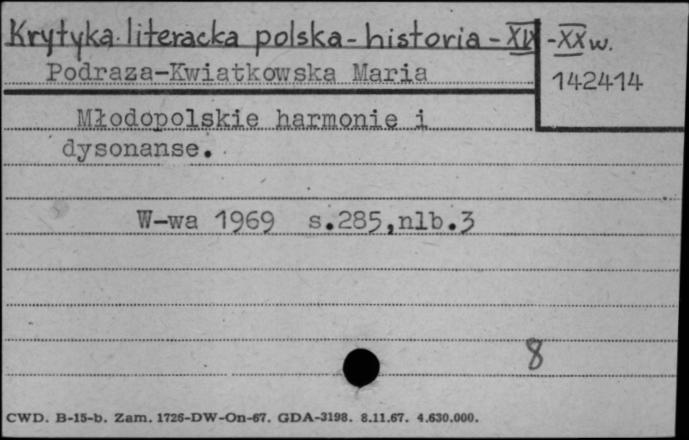 Krytyka literacka polska - historia - XIX - XX w.
Podraza-Kwiatkowska Maria
142414
Młodopolskie harmonie i
dysonanse.
W-wa 1969 s.285,nlb.3
8
CWD. B-15-b. Zam. 1726-DW-On-67. GDA-3198. 8.11.67. 4.630.000.